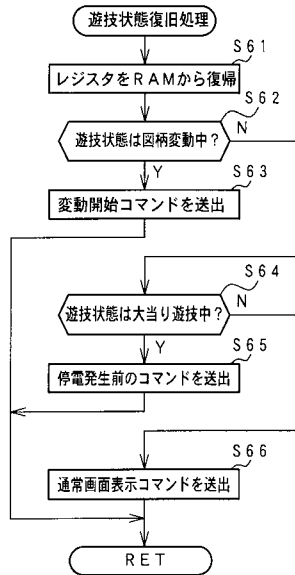 遊技状態復旧処理
S61
レジスタをRAMから復帰
S62
遊技状態は図柄変動中?
N
Y
S63
変動開始コマンドを送出
S64
遊技状態は大当り遊技中?
N
Y
S65
停電発生前のコマンドを送出
S66
通常画面表示コマンドを送出
RET